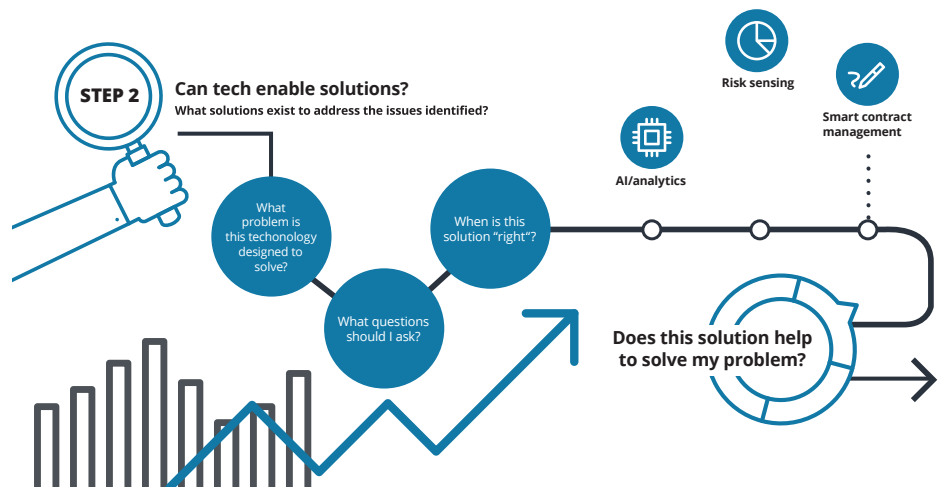 STEP 2
Can tech enable solutions?
What solutions exist to address the issues identified?
What
problem is
this techonology
designed to
solve?
What questions
should I ask?
When is this
solution “right”?
AI/analytics
Risk sensing
Smart contract
management
Does this solution help
to solve my problem?